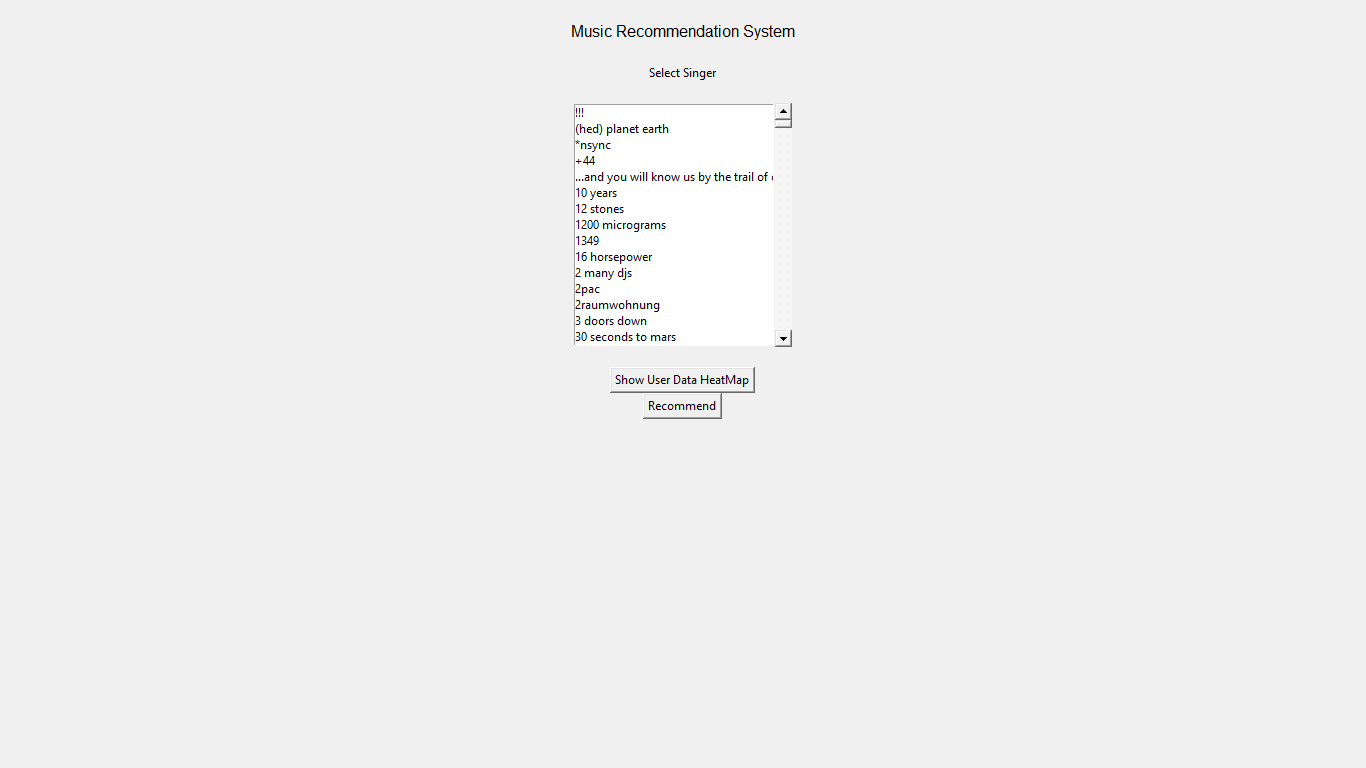 Music Recommendation System
Select Singer
!!!
(hed) planet earth
*nsync
+44
...and you will know us by the trail of
10 years
12 stones
1200 micrograms
1349
16 horsepower
2 many djs
2pac
2raumwohnung
3 doors down
30 seconds to mars
Show User Data HeatMap
Recommend